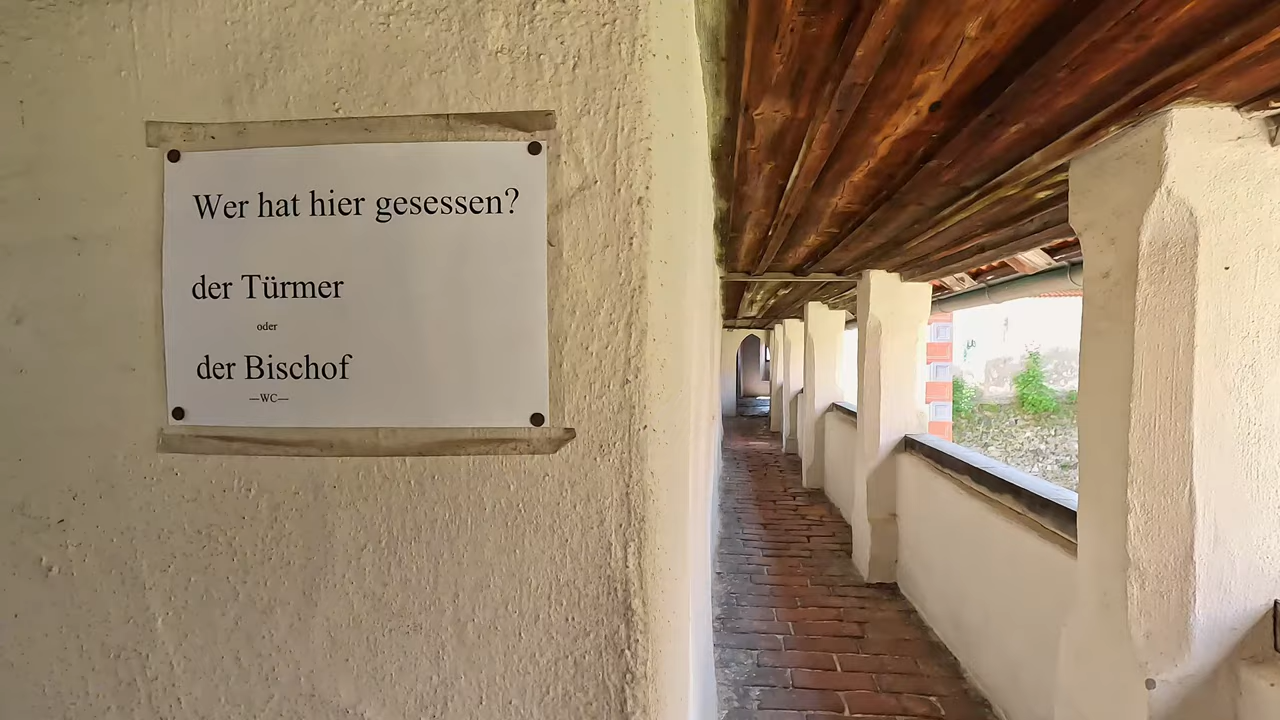 Wer hat hier gesessen?
der Türmer
oder
der Bischof
—WC—